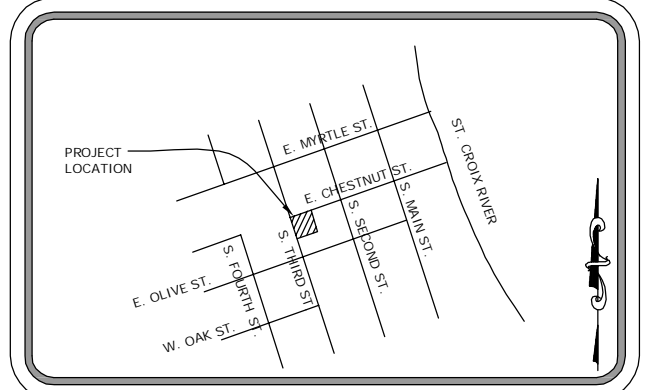 PROJECT
LOCATION
E. MYRTLE ST.
E. CHESTNUT ST.
ST. CROIX RIVER
S. MAIN ST.
S. SECOND ST.
S. THIRD ST
S. FOURTH ST.
E. OLIVE ST.
W. OAK ST.